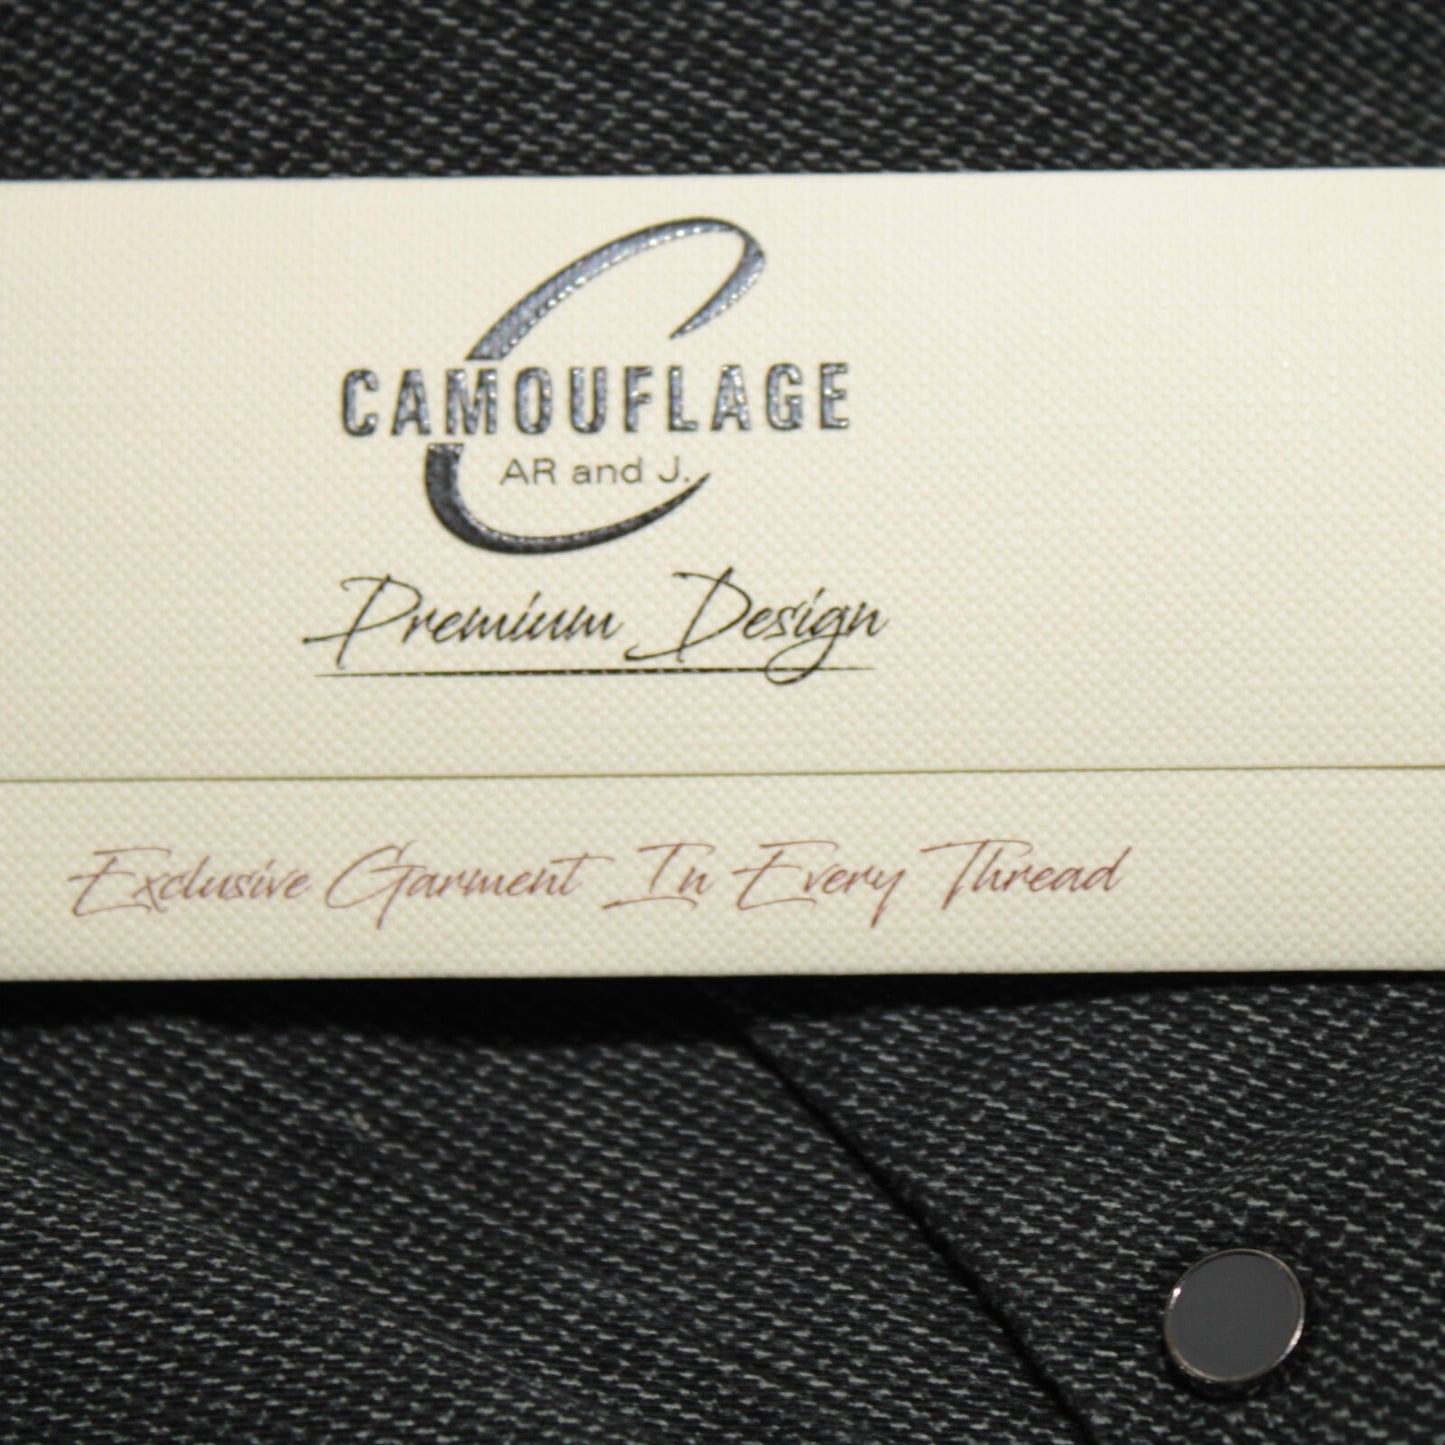 CAMOUFLAGE
AR and J.
Premium Design
Exclusive Garment In Every Thread